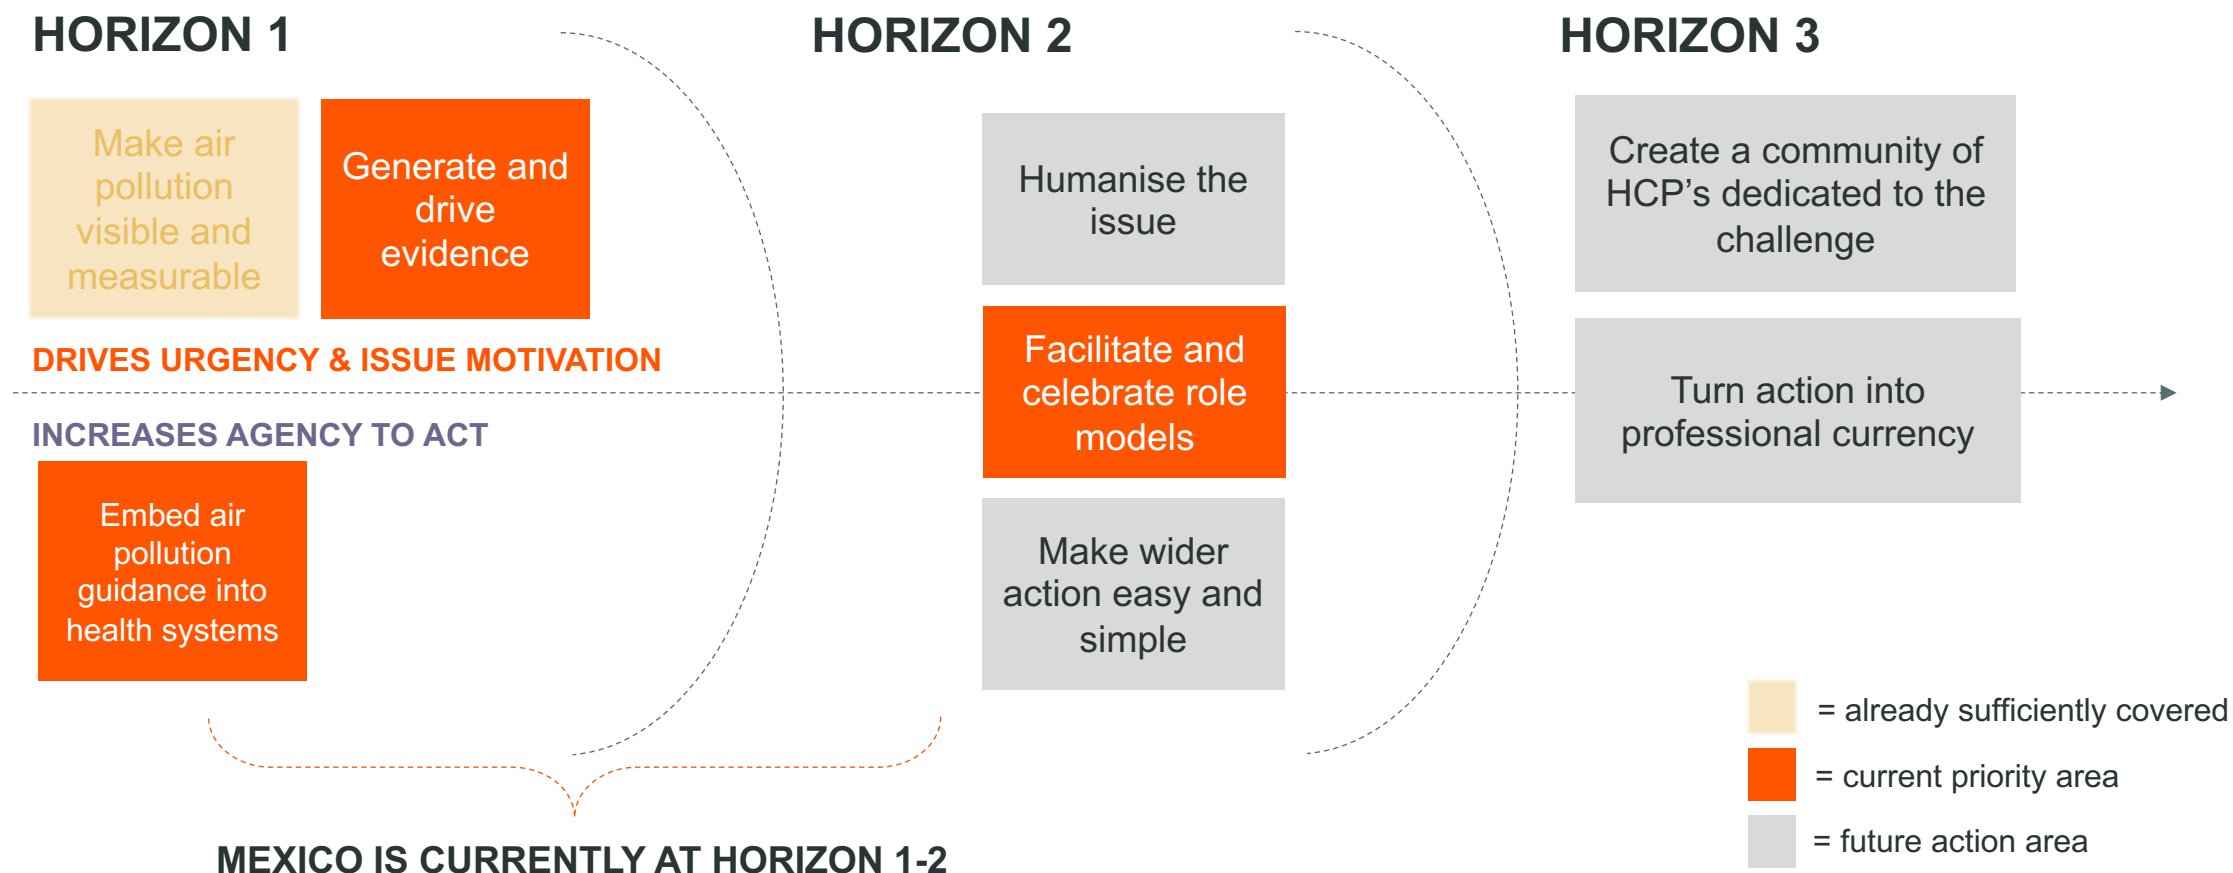 HORIZON 1
Make air
pollution
visible and
measurable
Generate and
drive
evidence
DRIVES URGENCY & ISSUE MOTIVATION
INCREASES AGENCY TO ACT
Embed air
pollution
guidance into
health systems
HORIZON 2
Humanise the
issue
Facilitate and
celebrate role
models
Make wider
action easy and
simple
HORIZON 3
Create a community of
HCP’s dedicated to the
challenge
Turn action into
professional currency
MEXICO IS CURRENTLY AT HORIZON 1-2
= already sufficiently covered
= current priority area
= future action area